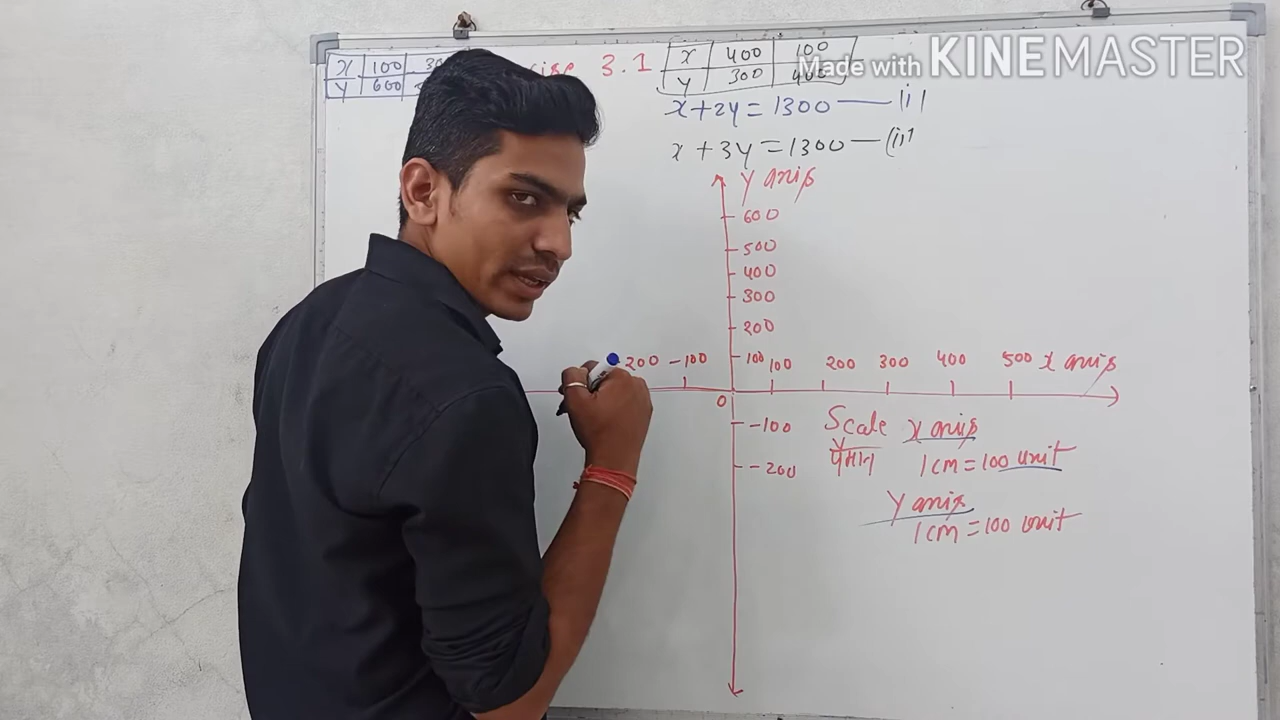 Made with KINEMASTER
x 100 30
y 600
ise 3.1
x 400 100
y 300 400
x+2y=1300 — (i)
x+3y=1300 — (ii)
Y axis
600
500
400
300
200
100
200 -100 100 200 300 400 500 x axis
0
-100
-200
Scale X axis
1cm=100 unit
Y axis
1cm=100 unit